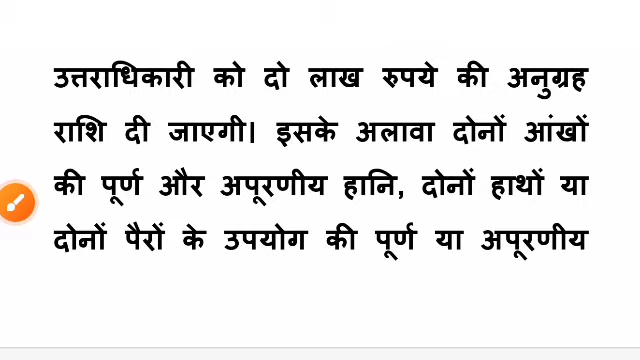 उत्तराधिकारी को दो लाख रुपये की अनुग्रह
राशि दी जाएगी। इसके अलावा दोनों आंखों
की पूर्ण और अपूरणीय हानि, दोनों हाथों या
दोनों पैरों के उपयोग की पूर्ण या अपूरणीय